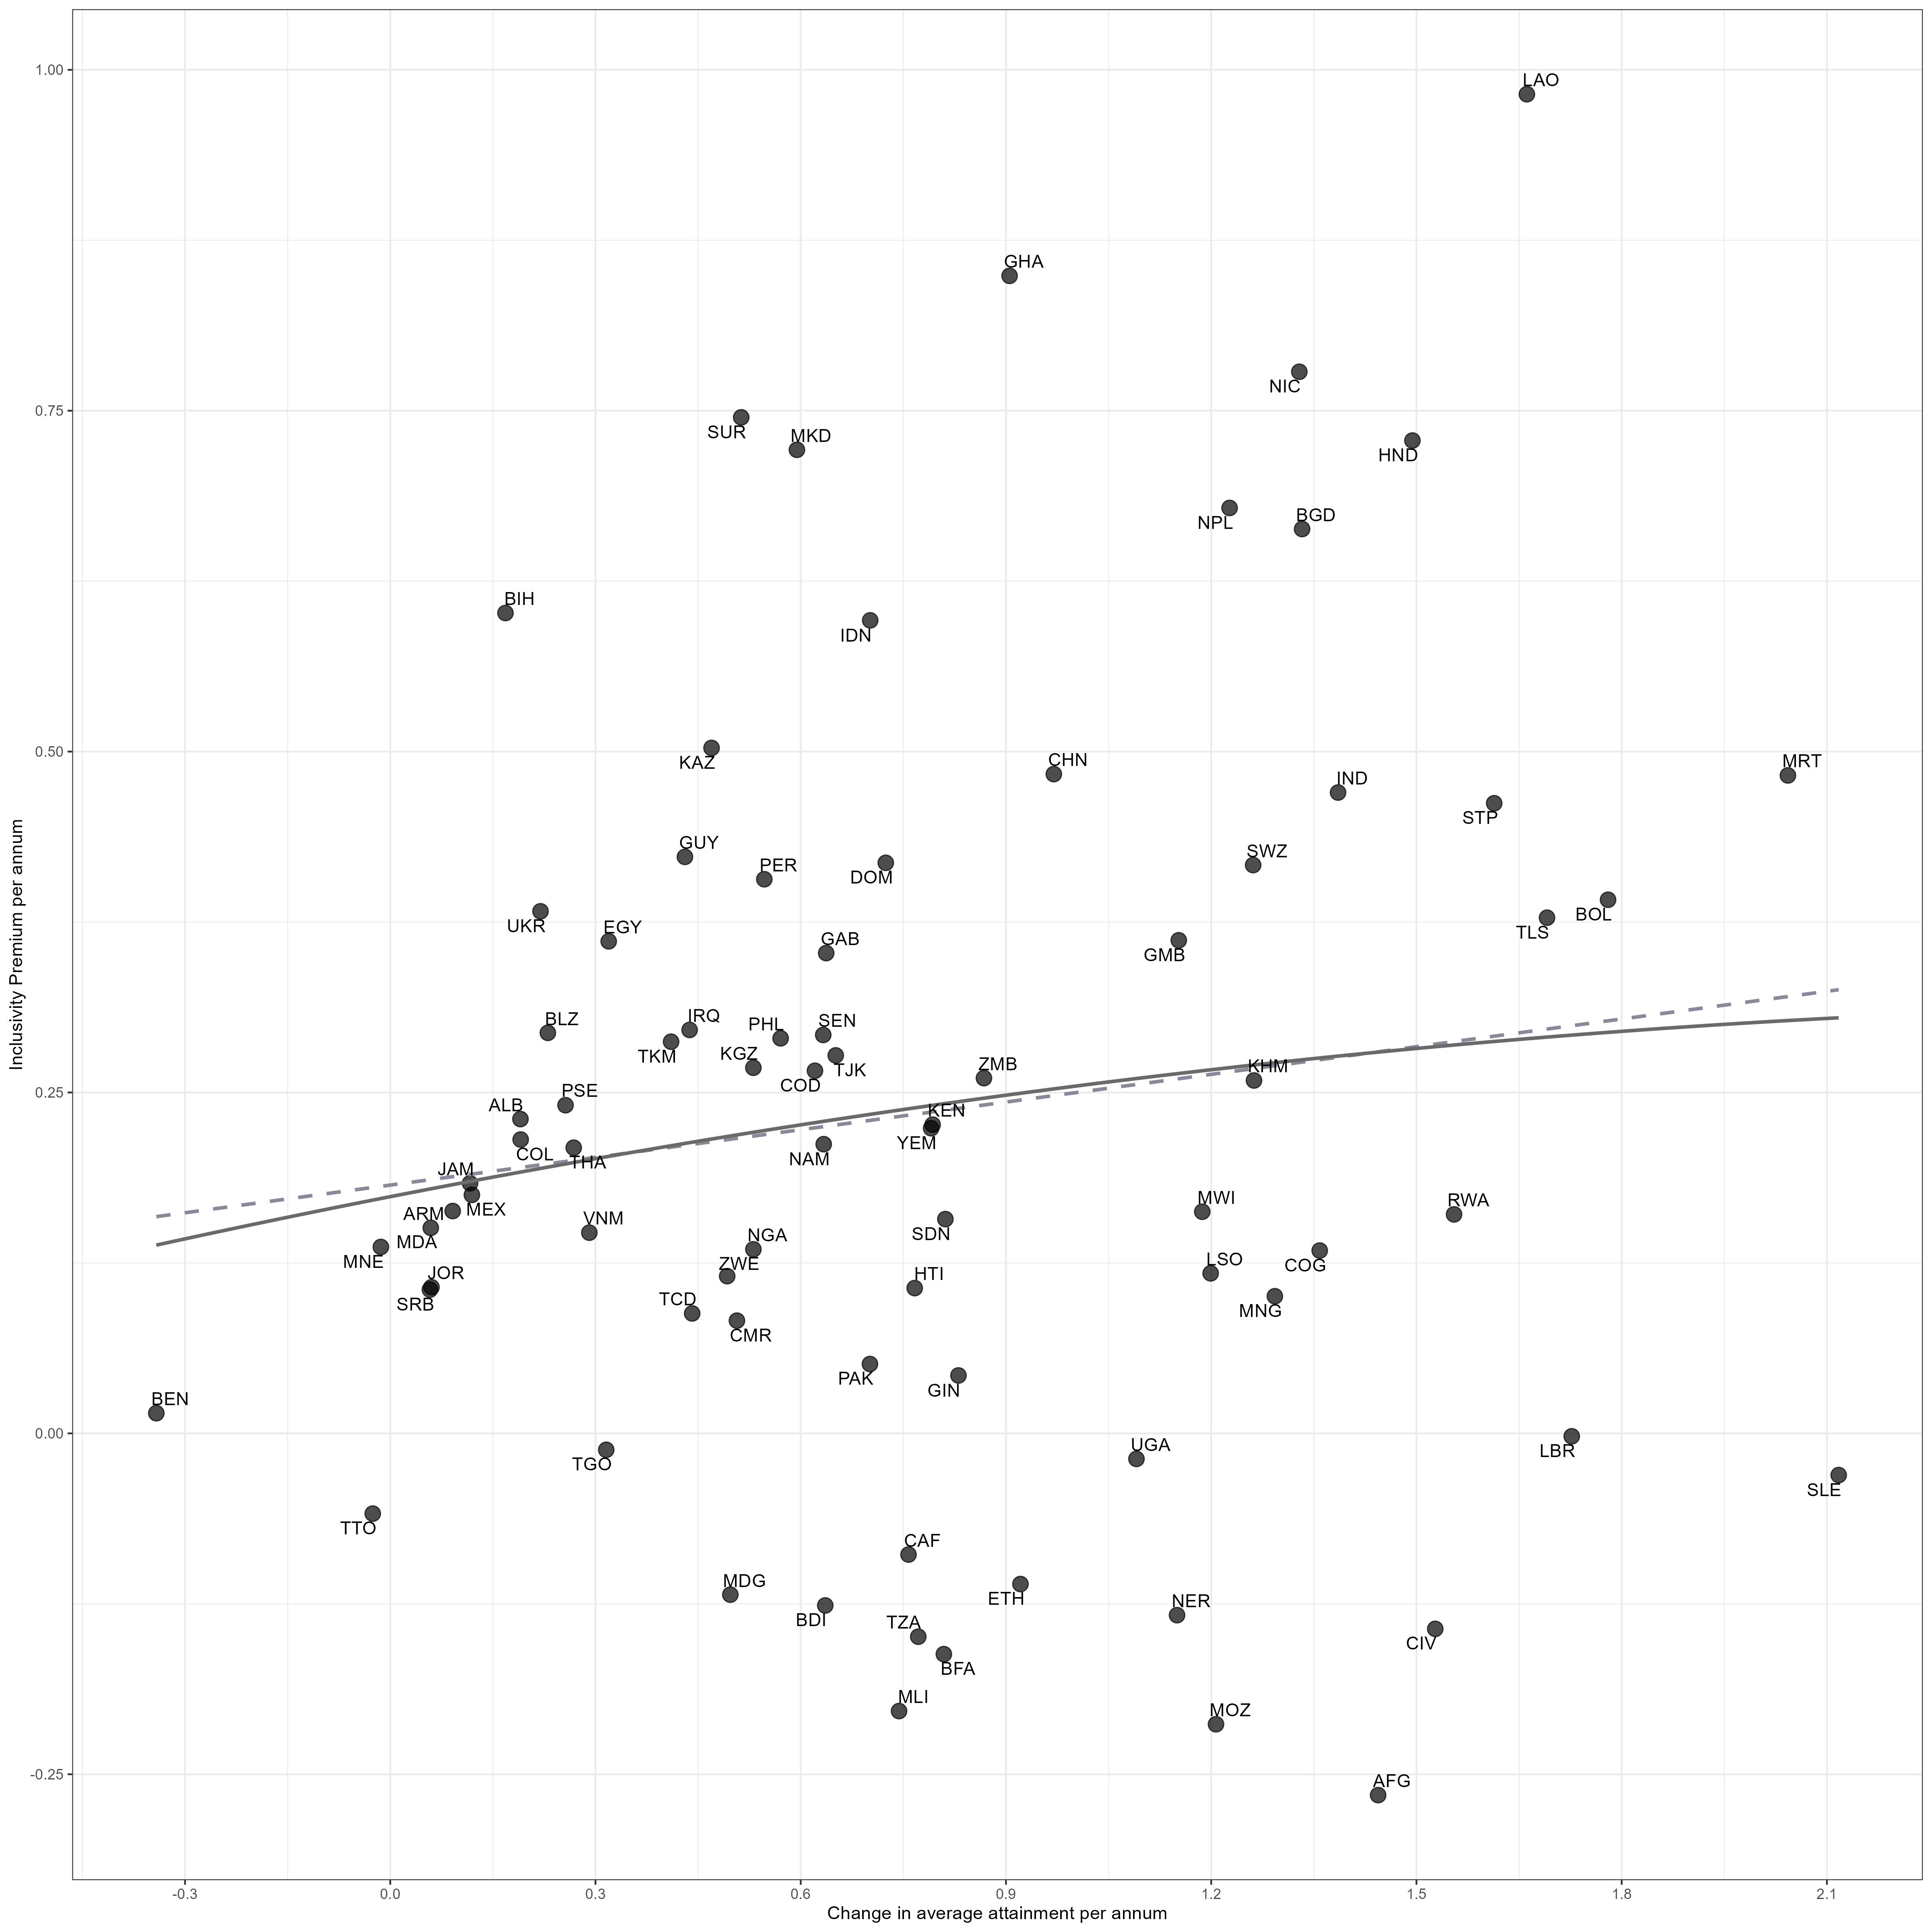 1.00
0.75
0.50
0.25
0.00
-0.25
Inclusivity Premium per annum
LAO
GHA
NIC
SUR
MKD
HND
NPL
BGD
BIH
IDN
KAZ
CHN
MRT
IND
STP
GUY
SWZ
PER
DOM
BOL
UKR
EGY
TLS
GAB
GMB
BLZ
IRQ
PHL
SEN
TKM
KGZ
TJK
COD
ZMB
KHM
PSE
ALB
KEN
YEM
COL
THA
NAM
JAM
MEX
MWI
RWA
ARM
VNM
MDA
SDN
MNE
NGA
ZWE
LSO
COG
JOR
HTI
SRB
TCD
MNG
CMR
PAK
GIN
BEN
UGA
LBR
TGO
SLE
TTO
CAF
MDG
ETH
BDI
NER
TZA
CIV
BFA
MLI
MOZ
AFG
-0.3 0.0 0.3 0.6 0.9 1.2 1.5 1.8 2.1
Change in average attainment per annum